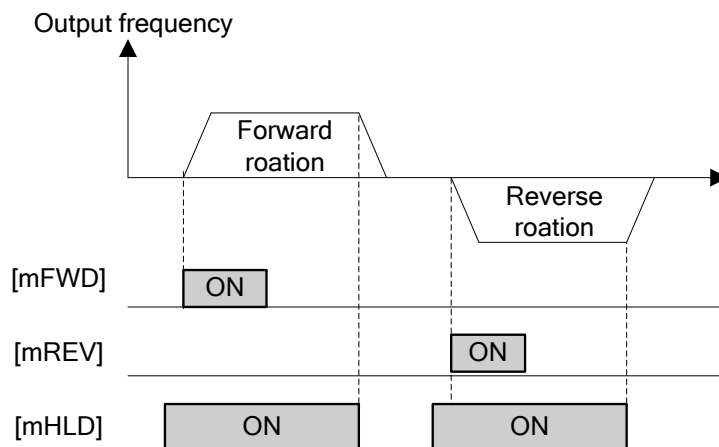 Output frequency
Forward
roation
Reverse
roation
[mFWD]
ON
[mREV]
ON
[mHLD]
ON
ON